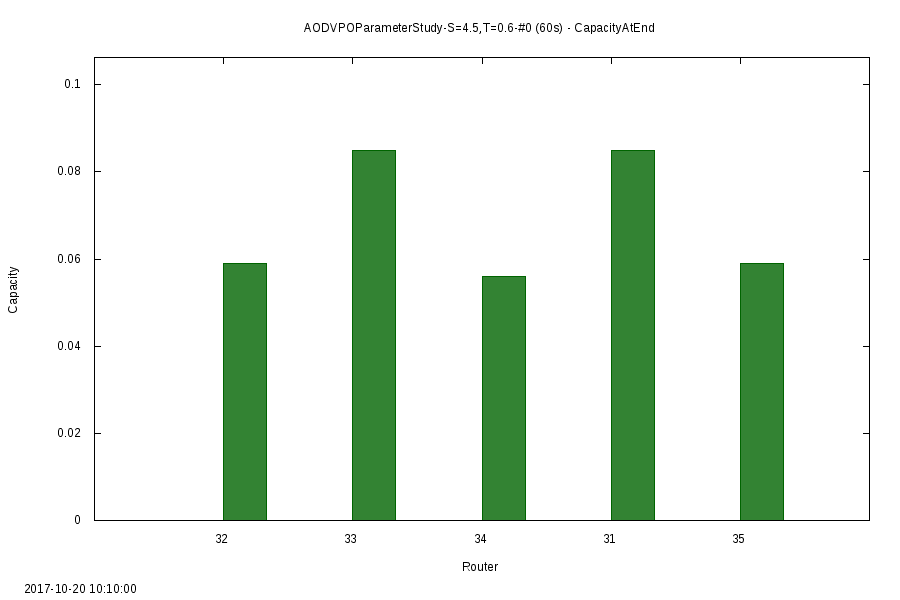 AODVPOParameterStudy-S=4.5,T=0.6-#0 (60s) - CapacityAtEnd
0.1
0.08
0.06
0.04
0.02
0
Capacity
32 33 34 31 35
Router
2017-10-20 10:10:00